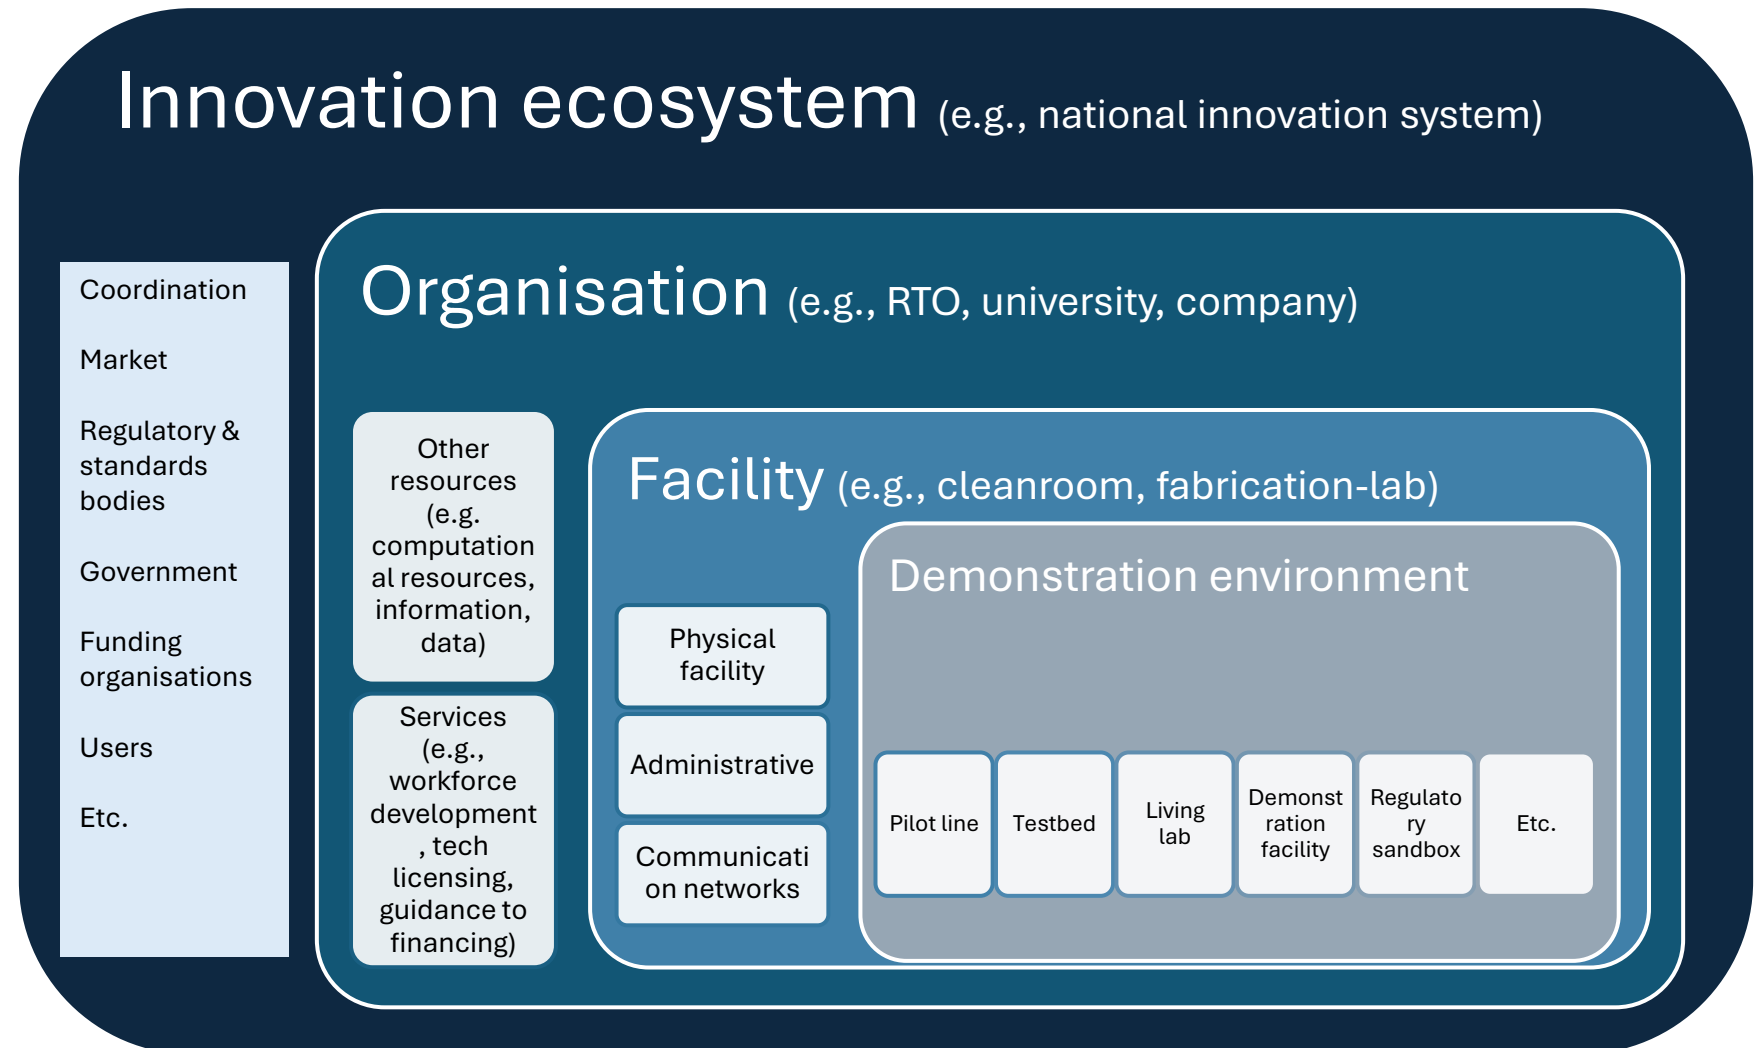 Innovation ecosystem (e.g., national innovation system)
Coordination
Market
Regulatory &
standards
bodies
Government
Funding
organisations
Users
Etc.
Organisation (e.g., RTO, university, company)
Other
resources
(e.g.
computation
al resources,
information,
data)
Services
(e.g.,
workforce
development
, tech
licensing,
guidance to
financing)
Facility (e.g., cleanroom, fabrication-lab)
Physical
facility
Administrative
Communicati
on networks
Demonstration environment
Pilot line
Testbed
Living
lab
Demonst
ration
facility
Regulato
ry
sandbox
Etc.